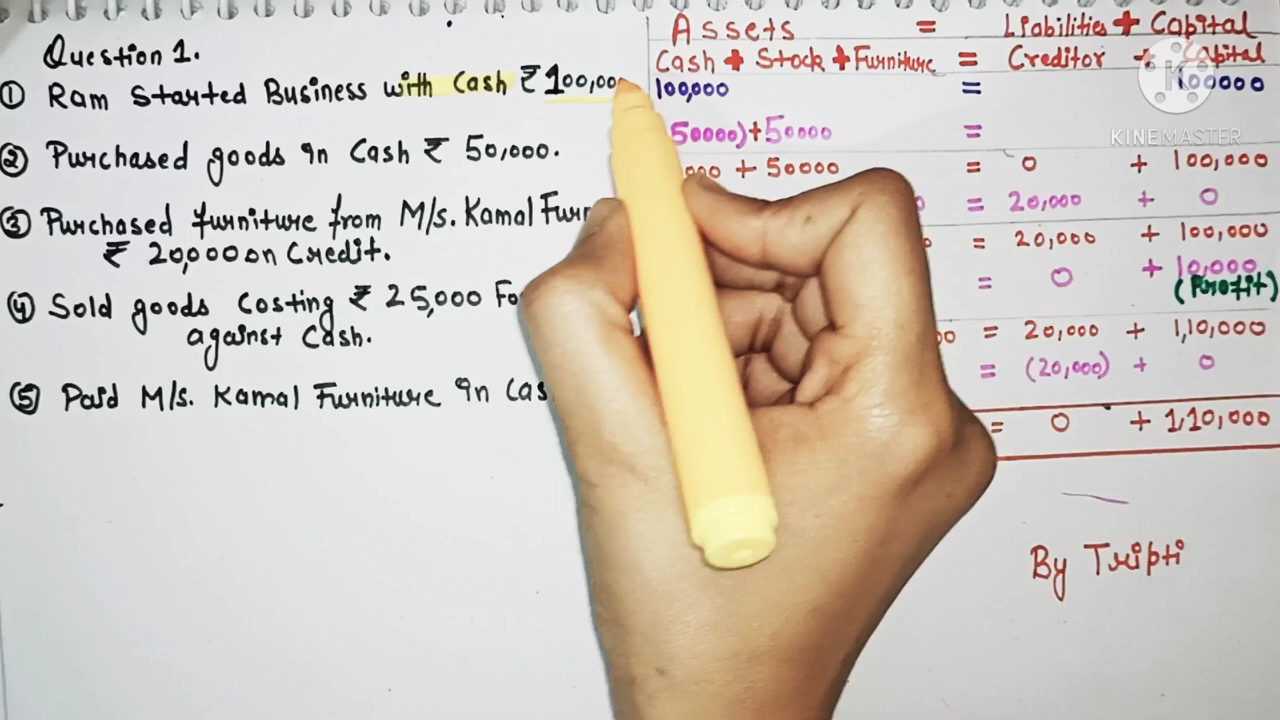 Question 1.
① Ram Started Business with Cash ₹ 100,00
② Purchased goods in Cash ₹ 50,000.
③ Purchased furniture from M/s. Kamal
₹ 20,000 on Credit.
④ Sold goods Costing ₹ 25,000
against Cash.
⑤ Paid M/s. Kamal Furniture in
Assets = Liabilities + Capital
Cash + Stock + Furniture = Creditor + Capital
100,000 = 100000
50000) + 50000 =
000 + 50000 = 0 + 100,000
= 20,000 + 0
= 20,000 + 100,000
= 0 + 10,000
(Profit)
= 20,000 + 1,10,000
= (20,000) + 0
= 0 + 1,10,000
By Tripti
KINEMASTER